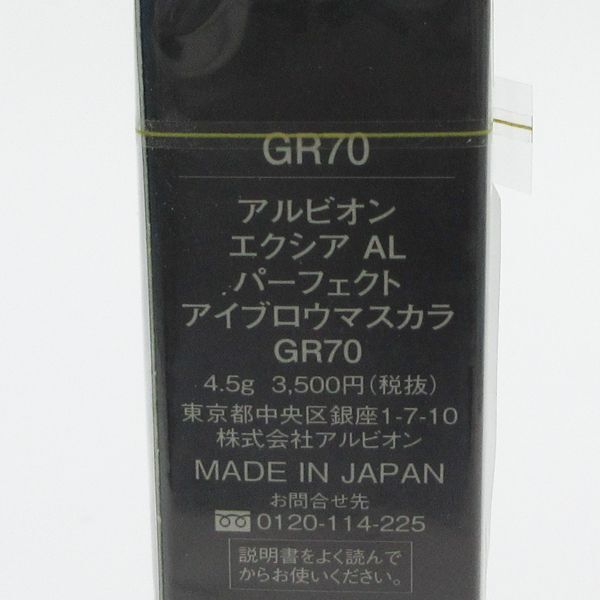 GR70
アルビオン
エクシア AL
パーフェクト
アイブロウマスカラ
GR70
4.5g 3,500円(税抜)
東京都中央区銀座1-7-10
株式会社アルビオン
MADE IN JAPAN
お問合せ先
0120-114-225
説明書をよく読んで
からお使いください。